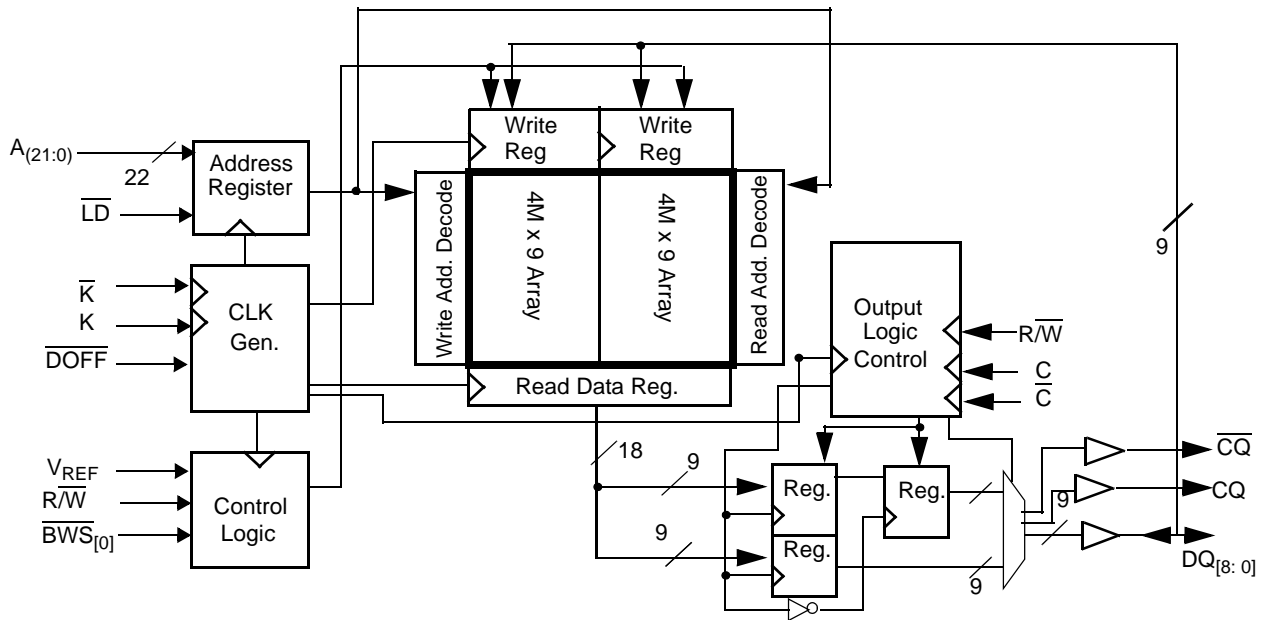 A(21:0)
22
LD
Address
Register
K
K
DOFF
CLK
Gen.
VREF
R/W
BWS[0]
Control
Logic
Write
Reg
Write
Reg
Write Add. Decode
4M x 9 Array
4M x 9 Array
Read Add. Decode
Read Data Reg.
18
9
9
Output
Logic
Control
R/W
C
C
Reg.
Reg.
Reg.
9
9
9
CQ
CQ
DQ[8: 0]